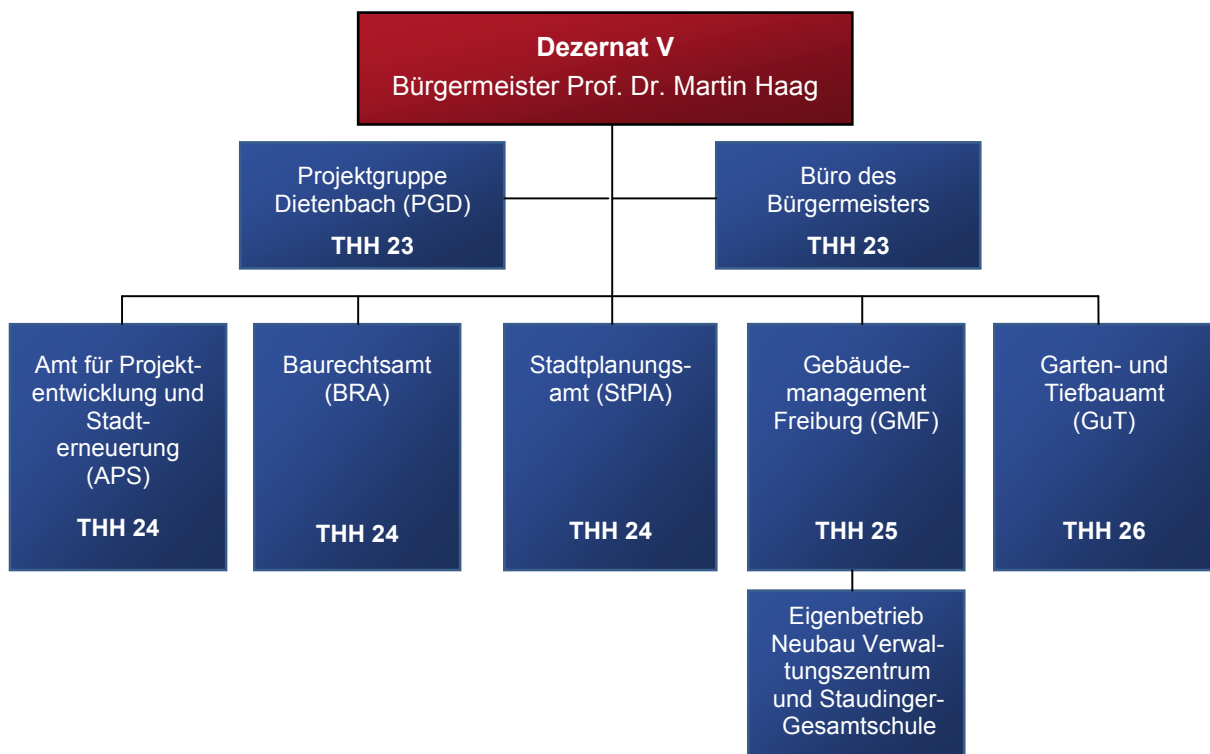 Dezernat V
Bürgermeister Prof. Dr. Martin Haag
Projektgruppe
Dietenbach (PGD)
THH 23
Büro des
Bürgermeisters
THH 23
Amt für Projekt-
entwicklung und
Stadt-
erneuerung
(APS)
THH 24
Baurechtsamt
(BRA)
THH 24
Stadtplanungs-
amt (StPlA)
THH 24
Gebäude-
management
Freiburg (GMF)
THH 25
Garten- und
Tiefbauamt
(GuT)
THH 26
Eigenbetrieb
Neubau Verwal-
tungszentrum
und Staudinger-
Gesamtschule